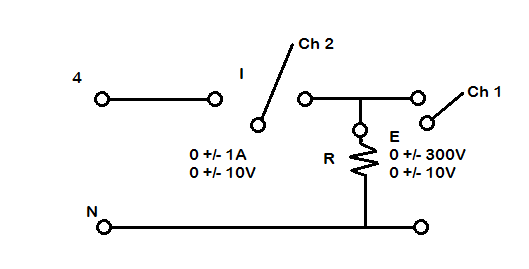 Ch 2
4
I
Ch 1
E
0 +/- 1A
0 +/- 10V
R
0 +/- 300V
0 +/- 10V
N